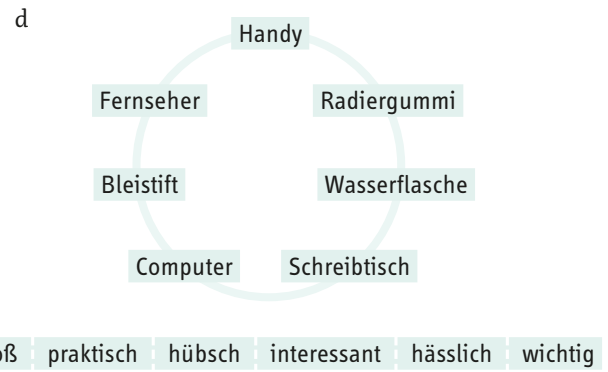 d
Handy
Fernseher Radiergummi
Bleistift Wasserflasche
Computer Schreibtisch
praktisch hübsch interessant hässlich wichtig